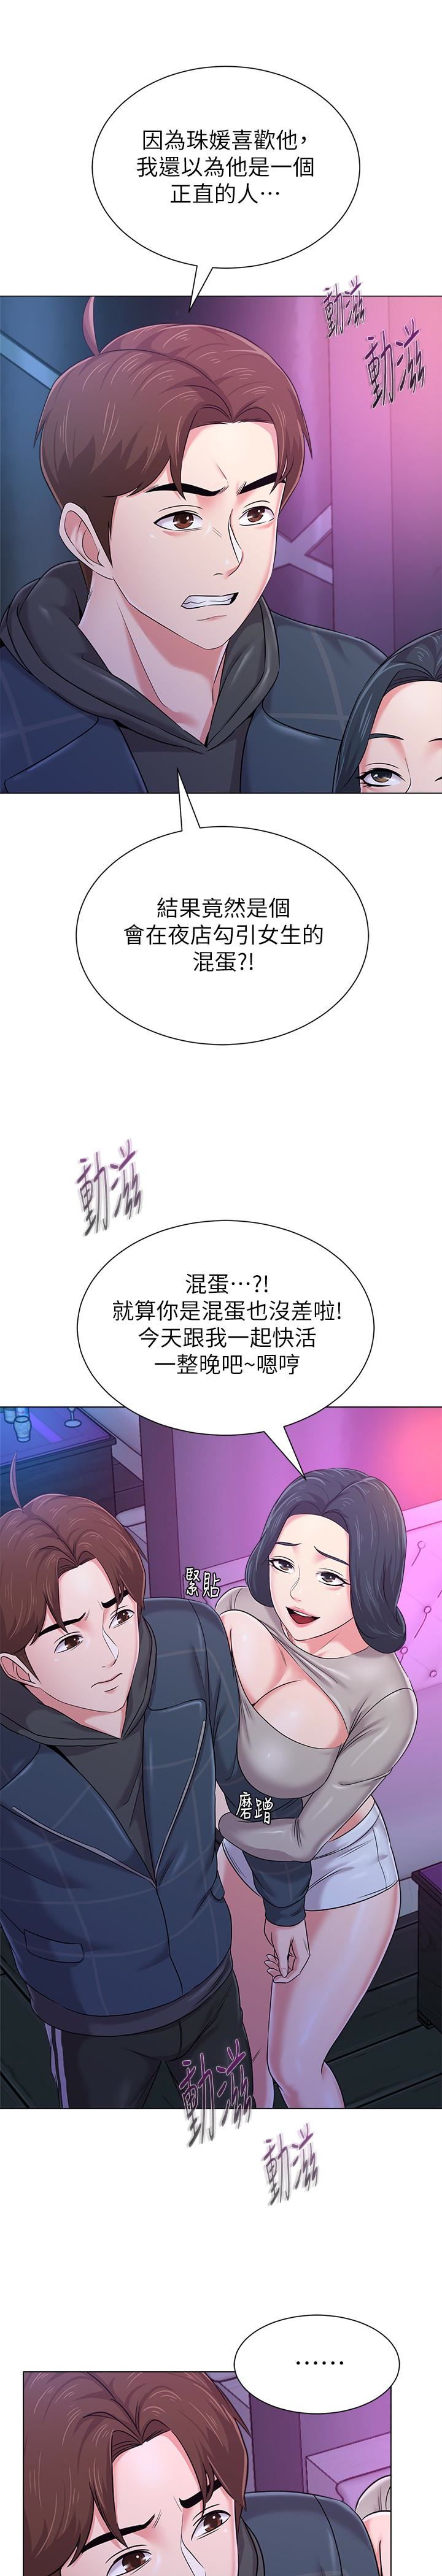 因為珠媛喜歡他,
我還以為他是一個
正直的人⋯
動滋
動滋
結果竟然是個
會在夜店勾引女生的
混蛋?!
動滋
混蛋⋯?!
就算你是混蛋也沒差啦!
今天跟我一起快活
一整晚吧~嗯哼
緊貼
磨蹭
動滋
動滋
⋯⋯